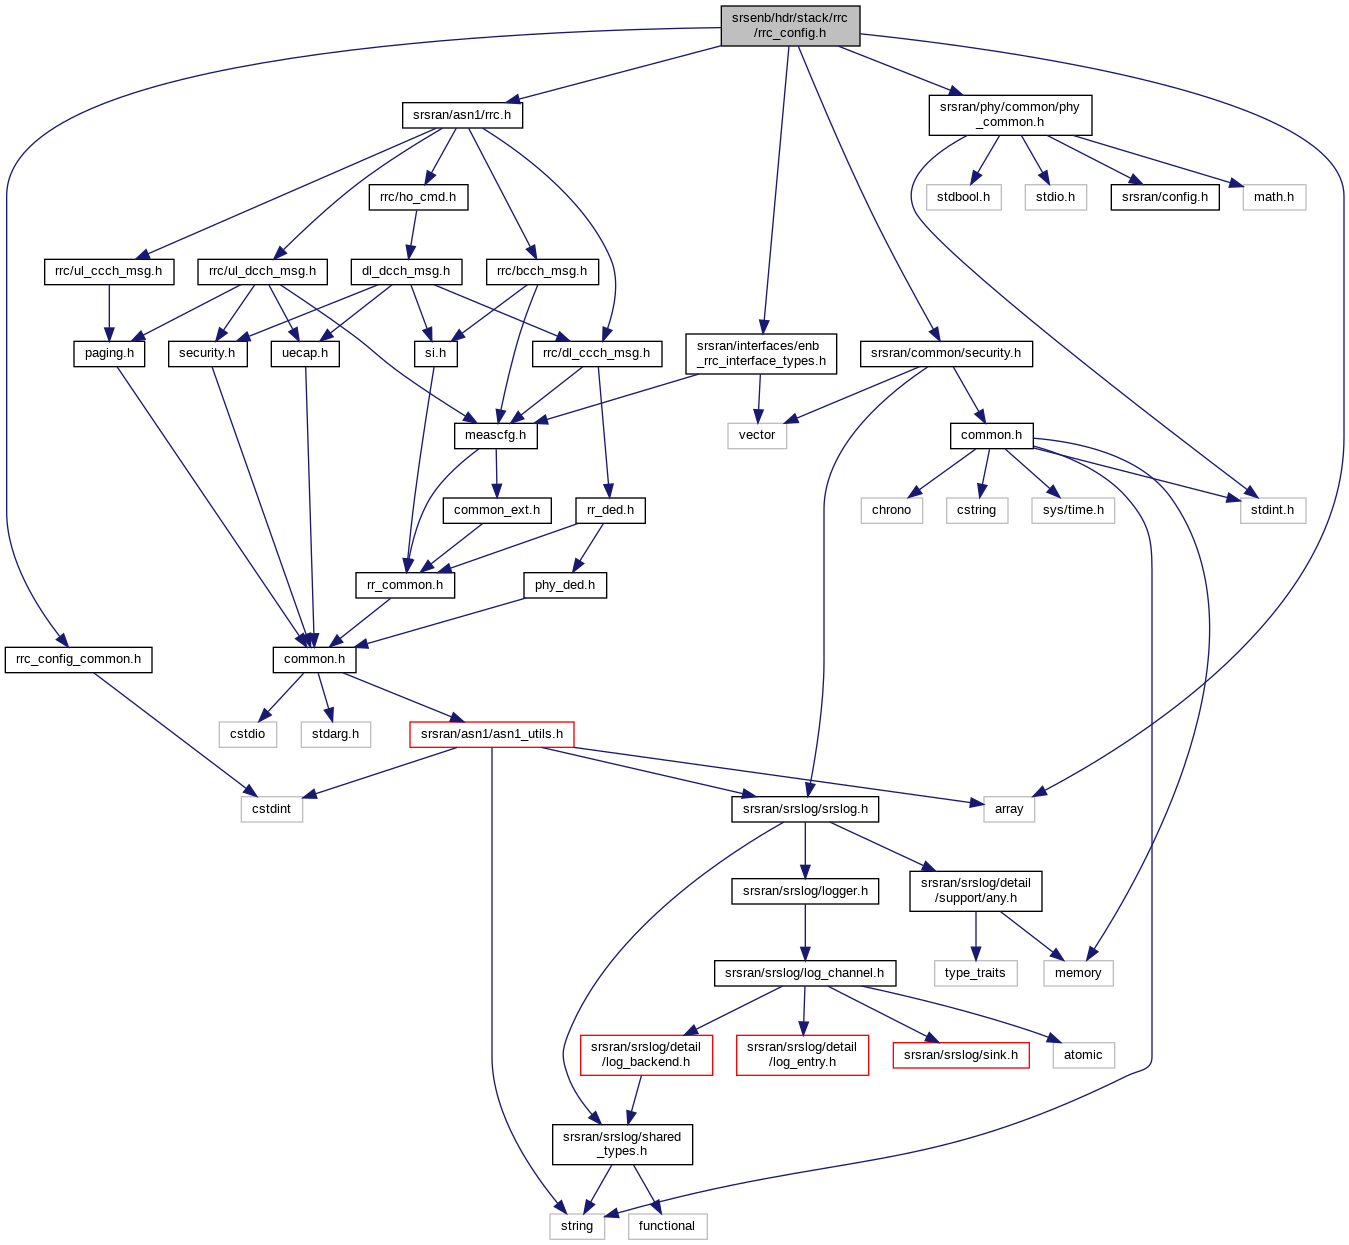 srsenb/hdr/stack/rrc
/rrc_config.h
srsran/asn1/rrc.h
srsran/phy/common/phy
_common.h
rrc/ho_cmd.h
stdbool.h
stdio.h
srsran/config.h
math.h
rrc/ul_ccch_msg.h
rrc/ul_dcch_msg.h
dl_dcch_msg.h
rrc/bcch_msg.h
paging.h
security.h
uecap.h
si.h
rrc/dl_ccch_msg.h
srsran/interfaces/enb
_rrc_interface_types.h
srsran/common/security.h
meascfg.h
vector
common.h
common_ext.h
rr_ded.h
chrono
cstring
sys/time.h
stdint.h
rr_common.h
phy_ded.h
rrc_config_common.h
common.h
cstdio
stdarg.h
srsran/asn1/asn1_utils.h
cstdint
srsran/srslog/srslog.h
array
srsran/srslog/logger.h
srsran/srslog/detail
/support/any.h
srsran/srslog/log_channel.h
type_traits
memory
srsran/srslog/detail
/log_backend.h
srsran/srslog/detail
/log_entry.h
srsran/srslog/sink.h
atomic
srsran/srslog/shared
_types.h
string
functional